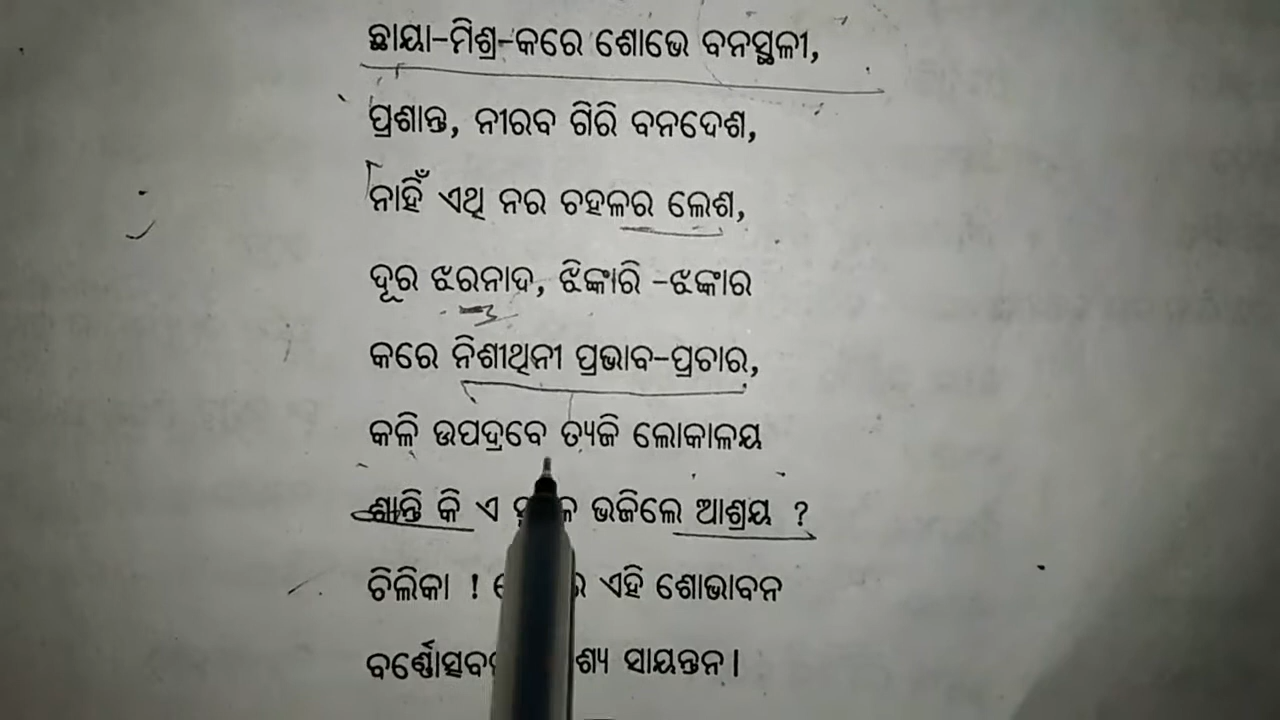 ଛାୟା-ମିଶ୍ର-କରେ ଶୋଭେ ବନସ୍ଥଳୀ,
ପ୍ରଶାନ୍ତ, ନୀରବ ଗିରି ବନଦେଶ,
ନାହିଁ ଏଥି ନର ଚହଳର ଲେଶ,
ଦୂର ଝରନାଦ, ଝିଙ୍କାରି -ଝଙ୍କାର
କରେ ନିଶୀଥିନୀ ପ୍ରଭାବ-ପ୍ରଚାର,
କଳି ଉପଦ୍ରବେ ତ୍ୟଜି ଲୋକାଳୟ
ଶାନ୍ତି କି ଏ ଭଜିଲେ ଆଶ୍ରୟ ?
ଚିଲିକା ! ଏହି ଶୋଭାବନ
ସାୟନ୍ତନ।